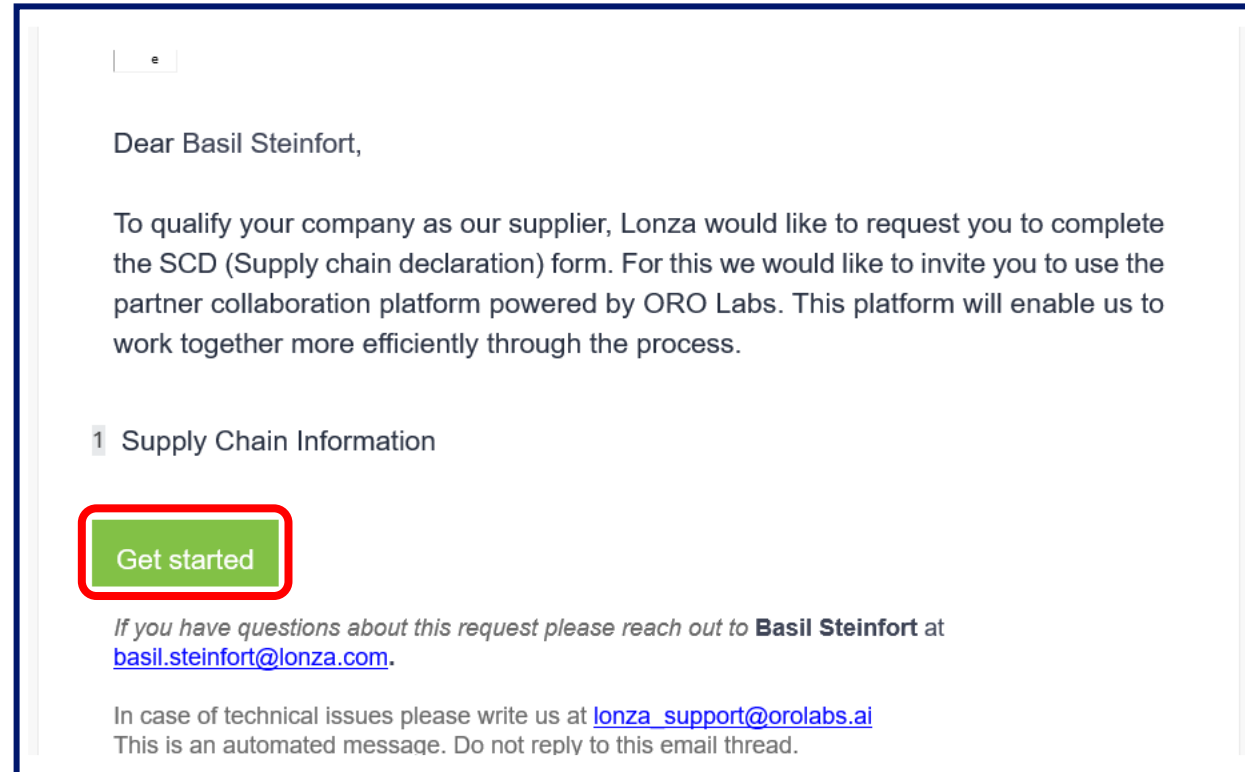 e
Dear Basil Steinfort,
To qualify your company as our supplier, Lonza would like to request you to complete
the SCD (Supply chain declaration) form. For this we would like to invite you to use the
partner collaboration platform powered by ORO Labs. This platform will enable us to
work together more efficiently through the process.
1 Supply Chain Information
Get started
If you have questions about this request please reach out to Basil Steinfort at
basil.steinfort@lonza.com.
In case of technical issues please write us at lonza_support@orolabs.ai
This is an automated message. Do not reply to this email thread.